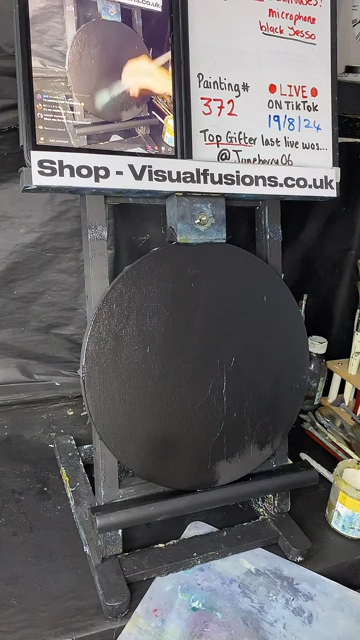 microphone
black Jesso
Painting#
372
LIVE
ON TikTOK
19/8/24
Top Gifter last live was...
@Juneberry06
Shop - Visualfusions.co.uk